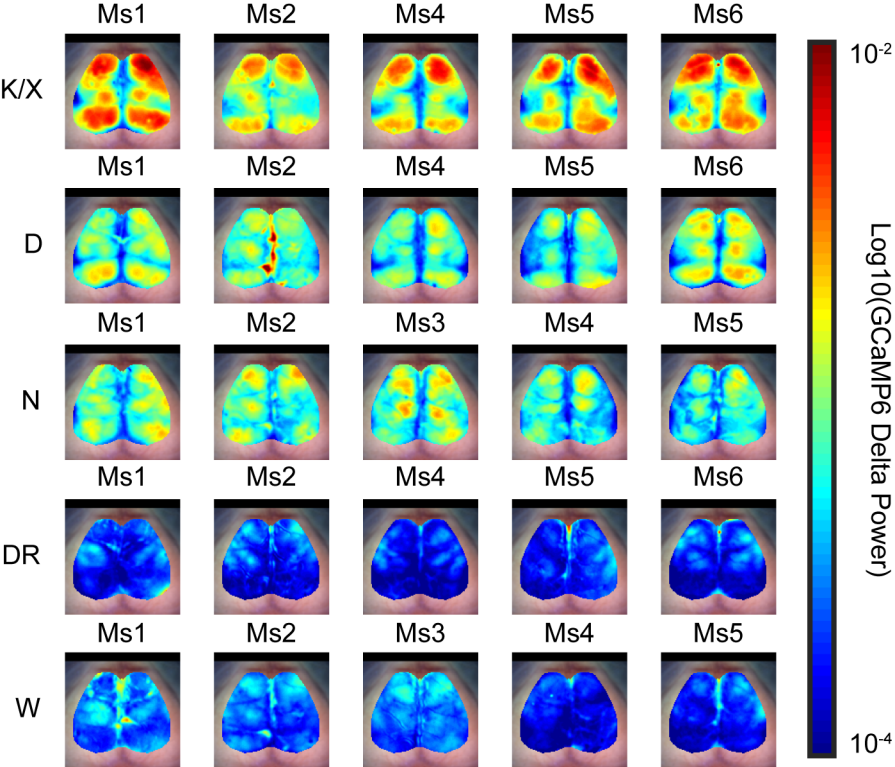 Ms1 Ms2 Ms4 Ms5 Ms6
K/X
Ms1 Ms2 Ms4 Ms5 Ms6
D
Ms1 Ms2 Ms3 Ms4 Ms5
N
Ms1 Ms2 Ms4 Ms5 Ms6
DR
Ms1 Ms2 Ms3 Ms4 Ms5
W
10-2
Log10(GCaMP6 Delta Power)
10-4